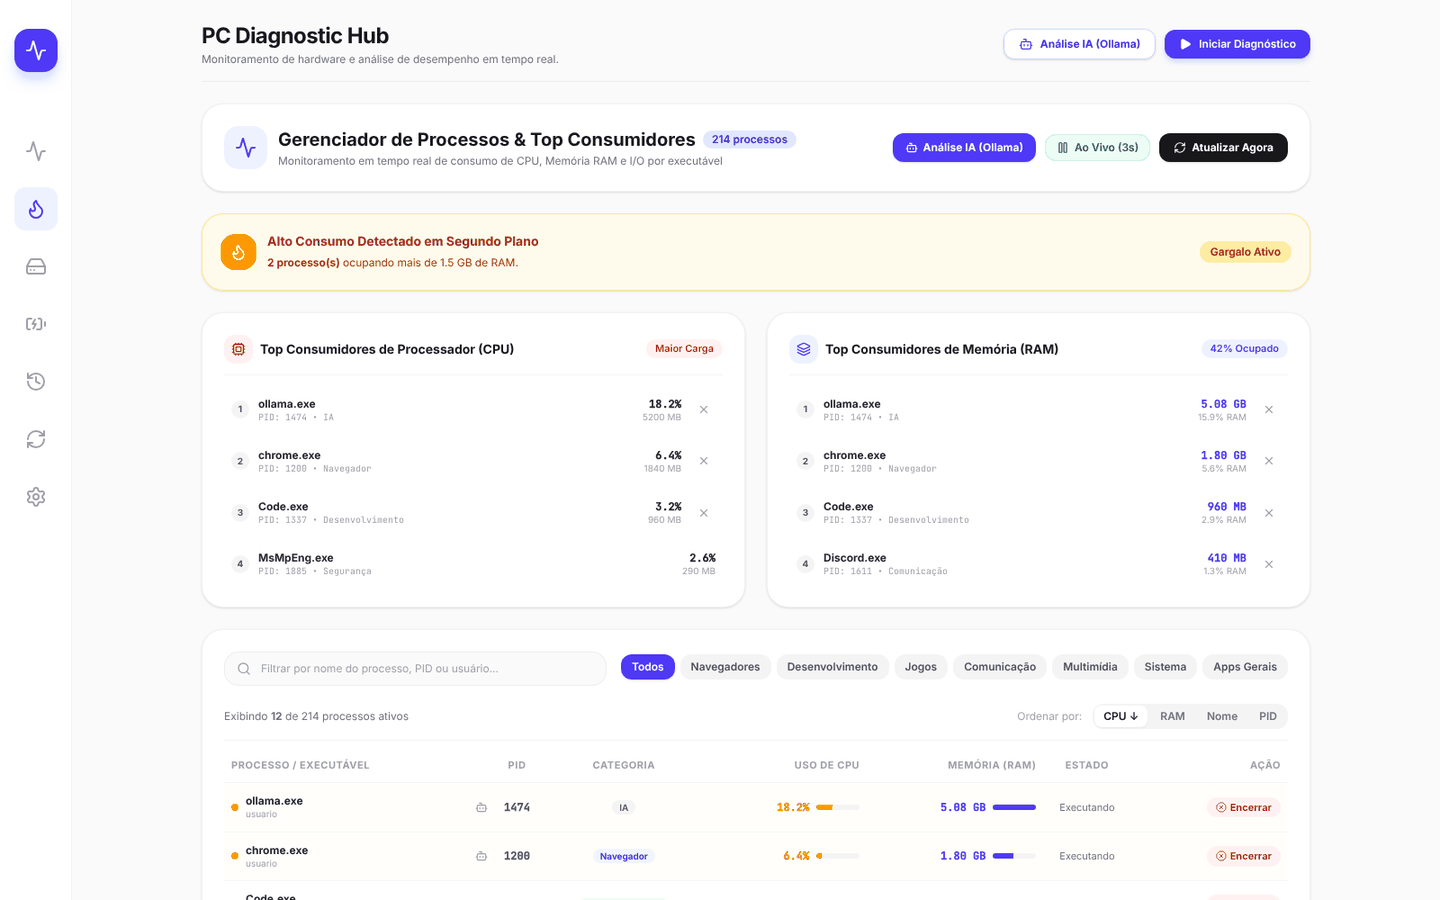 PC Diagnostic Hub
Monitoramento de hardware e análise de desempenho em tempo real.
Análise IA (Ollama)
Iniciar Diagnóstico
Gerenciador de Processos & Top Consumidores
214 processos
Monitoramento em tempo real de consumo de CPU, Memória RAM e I/O por executável
Análise IA (Ollama)
Ao Vivo (3s)
Atualizar Agora
Alto Consumo Detectado em Segundo Plano
2 processo(s) ocupando mais de 1.5 GB de RAM.
Gargalo Ativo
Top Consumidores de Processador (CPU)
Maior Carga
1
ollama.exe
18.2%
PID: 1474 • IA
5200 MB
2
chrome.exe
6.4%
PID: 1200 • Navegador
1840 MB
3
Code.exe
3.2%
PID: 1337 • Desenvolvimento
960 MB
4
MsMpEng.exe
2.6%
PID: 1885 • Segurança
290 MB
Top Consumidores de Memória (RAM)
42% Ocupado
1
ollama.exe
5.08 GB
PID: 1474 • IA
15.9% RAM
2
chrome.exe
1.80 GB
PID: 1200 • Navegador
5.6% RAM
3
Code.exe
960 MB
PID: 1337 • Desenvolvimento
2.9% RAM
4
Discord.exe
410 MB
PID: 1611 • Comunicação
1.3% RAM
Filtrar por nome do processo, PID ou usuário...
Todos
Navegadores
Desenvolvimento
Jogos
Comunicação
Multimídia
Sistema
Apps Gerais
Exibindo 12 de 214 processos ativos
Ordenar por:
CPU ↓
RAM
Nome
PID
PROCESSO / EXECUTÁVEL
PID
CATEGORIA
USO DE CPU
MEMÓRIA (RAM)
ESTADO
AÇÃO
ollama.exe
usuario
1474
IA
18.2%
5.08 GB
Executando
Encerrar
chrome.exe
usuario
1200
Navegador
6.4%
1.80 GB
Executando
Encerrar
Code.exe